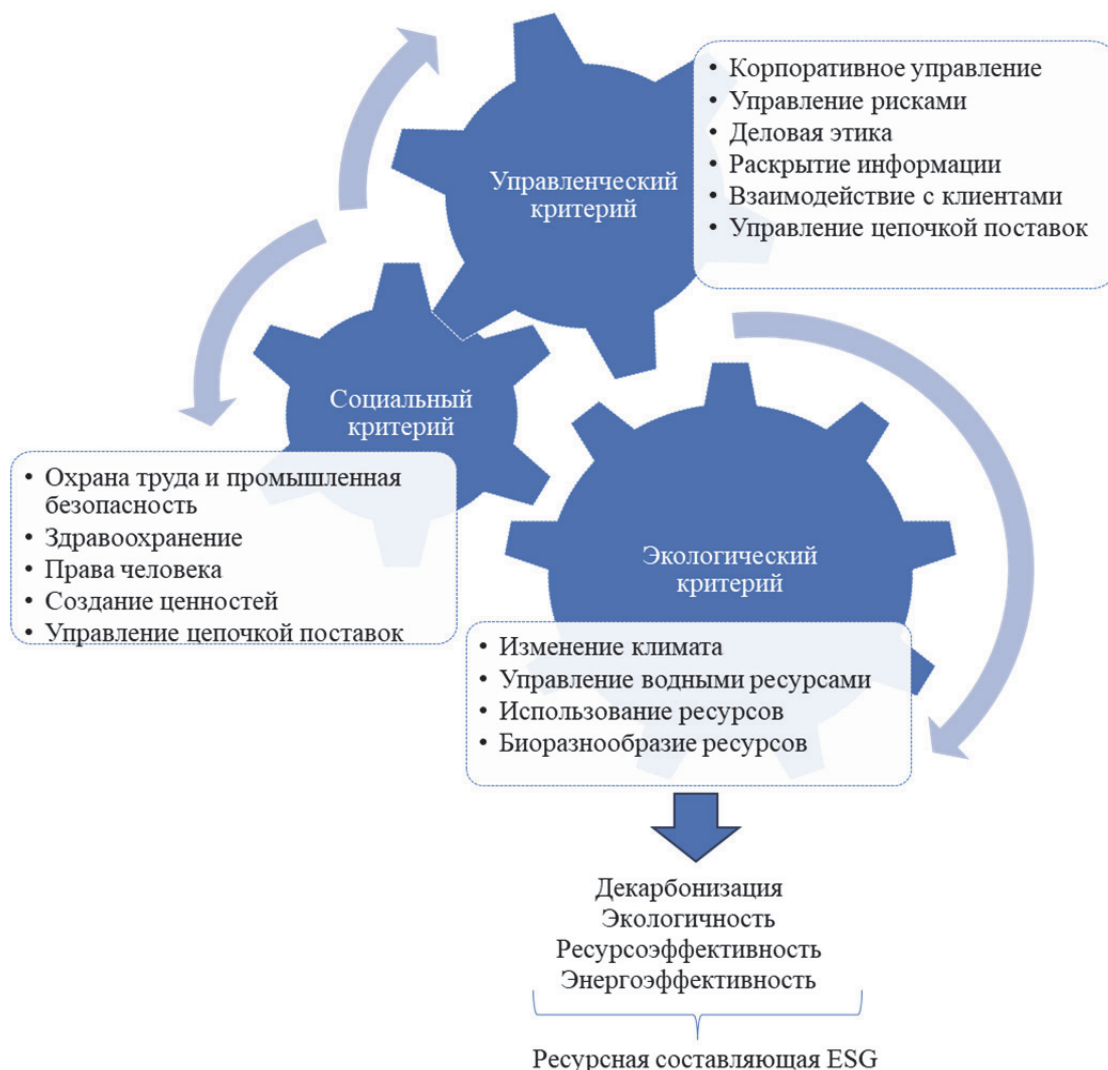 Управленческий
критерий
• Корпоративное управление
• Управление рисками
• Деловая этика
• Раскрытие информации
• Взаимодействие с клиентами
• Управление цепочкой поставок
Социальный
критерий
• Охрана труда и промышленная
безопасность
• Здравоохранение
• Права человека
• Создание ценностей
• Управление цепочкой поставок
Экологический
критерий
• Изменение климата
• Управление водными ресурсами
• Использование ресурсов
• Биоразнообразие ресурсов
Декарбонизация
Экологичность
Ресурсоэффективность
Энергоэффективность
Ресурсная составляющая ESG